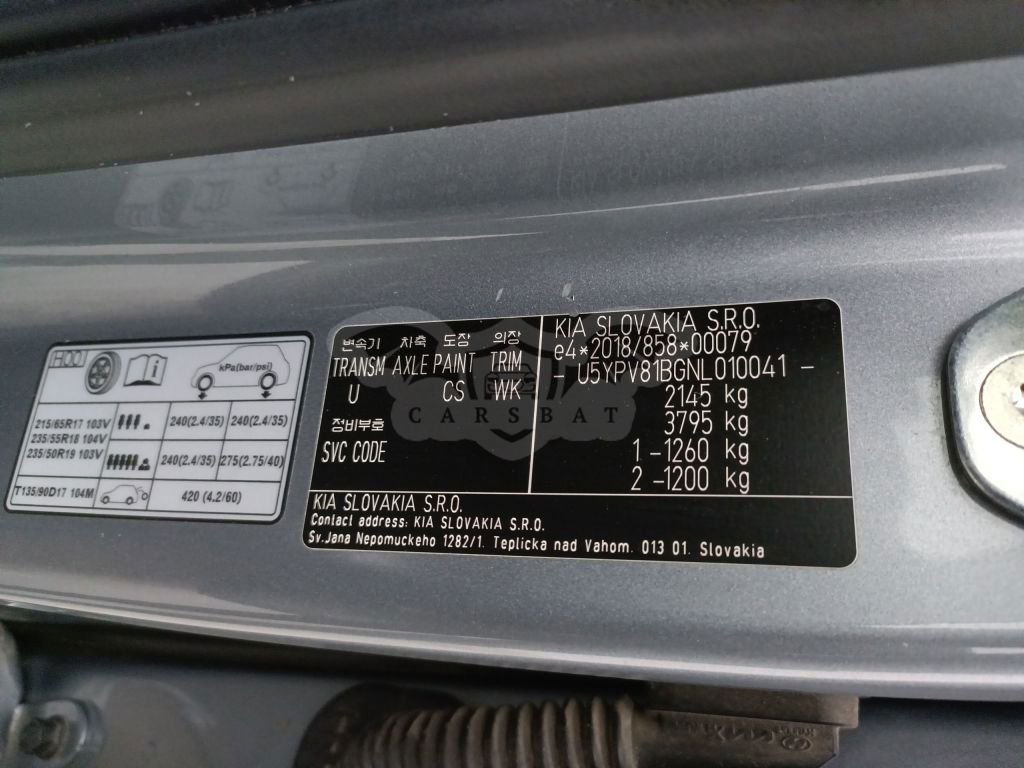 kPa(bar/psi)
215/65R17 103V
235/55R18 104V
235/50R19 103V
240(2.4/35) 240(2.4/35)
240(2.4/35) 275(2.75/40)
T135/90D17 104M
420 (4.2/60)
변속기 차축 도장 의장
TRANSM AXLE PAINT TRIM
U CS WK
정비부호
SVC CODE
KIA SLOVAKIA S.R.O.
e4*2018/858*00079
U5YPV81BGNL010041 -
2145 kg
3795 kg
1 -1260 kg
2 -1200 kg
KIA SLOVAKIA S.R.O.
Contact address: KIA SLOVAKIA S.R.O.
Sv.Jana Nepomuckeho 1282/1. Teplicka nad Vahom. 013 01. Slovakia
CARSBAT